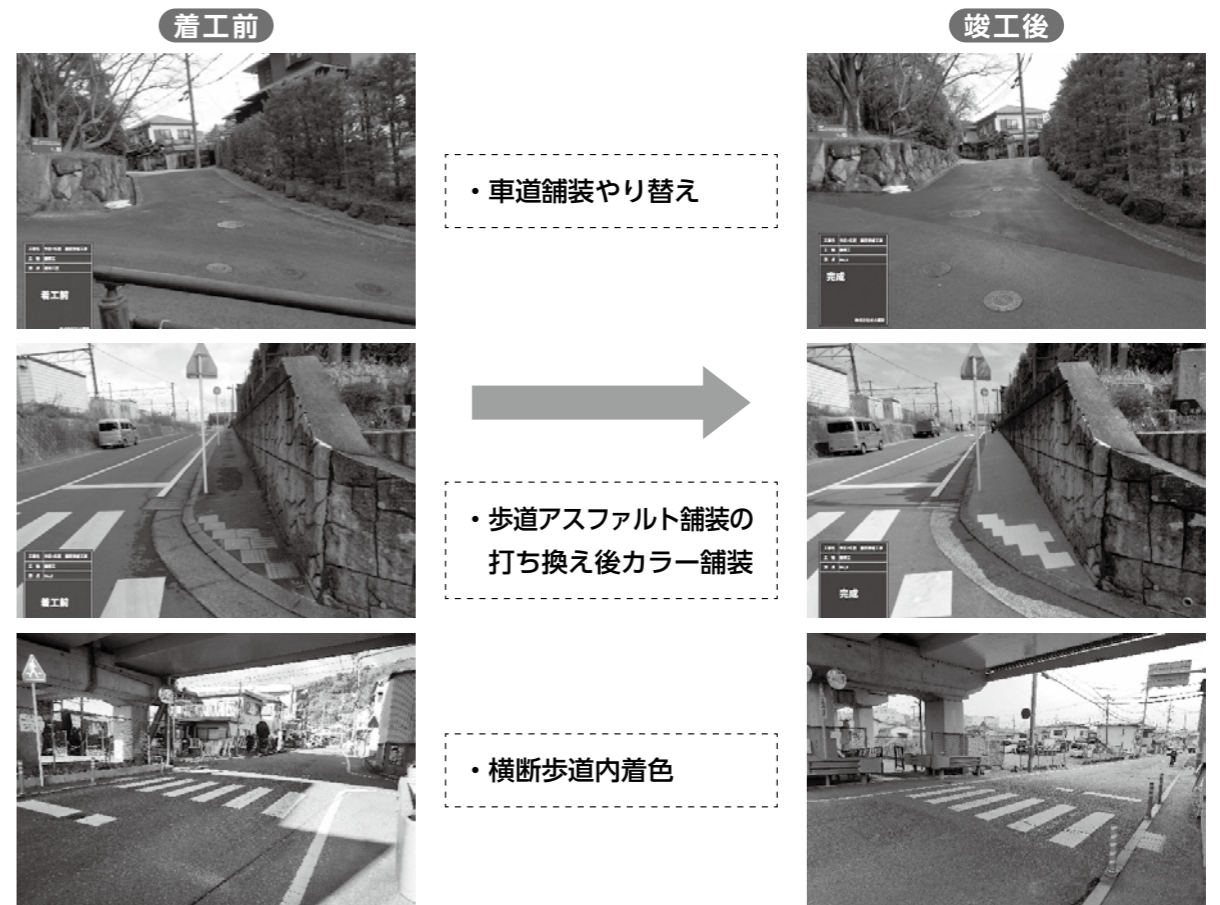 着工前
竣工後
・車道舗装やり替え
着工前
完成
・歩道アスファルト舗装の
打ち換え後カラー舗装
着工前
完成
・横断歩道内着色